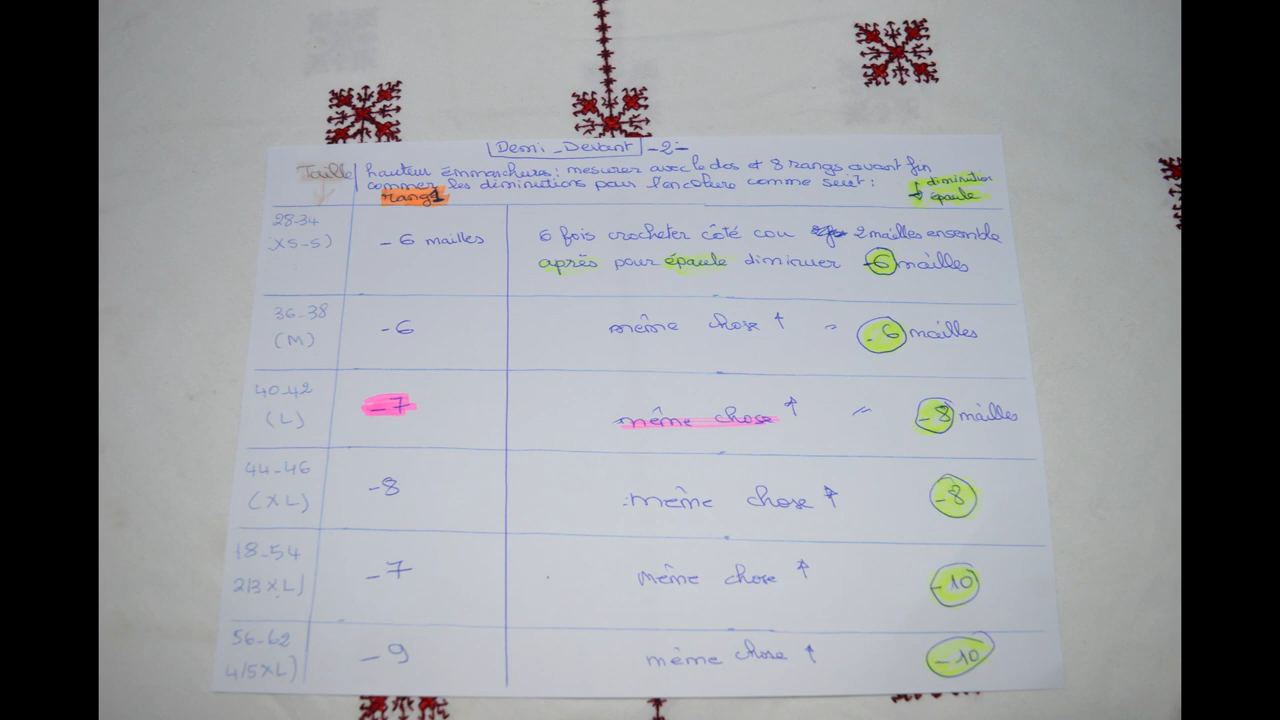 Demi-Devant -2-
Taille hauteur émmanchure : mesurer avec le dos et 8 rangs avant fin
les diminutions pour l'encolure comme suit : ↓ diminution
rang 1 épaule
28-34 - 6 mailles 6 fois crocheter côté cou 2 mailles ensemble
(XS-S) après pour épaule diminuer -6 mailles
36-38 -6 même chose ↑ " -6 mailles
(M)
40-42 -7 même chose ↑ " -8 mailles
(L)
44-46 -8 même chose ↑ -8
(XL)
48-54 -7 même chose ↑ -10
2/3 XL)
56-62 -9 même chose ↑ -10
4/5XL)